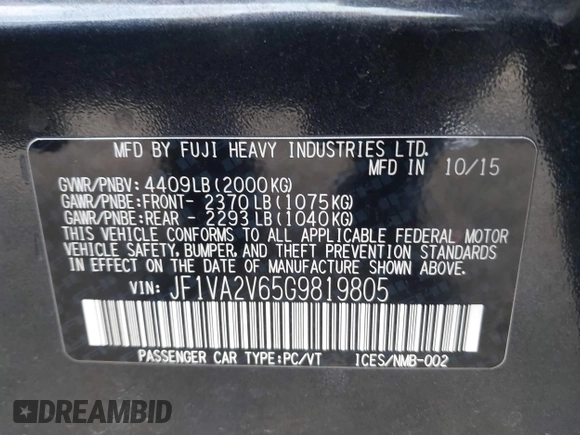 MFD BY FUJI HEAVY INDUSTRIES LTD.
MFD IN 10/15
GVWR/PNBV: 4409LB(2000KG)
GAWR/PNBE:FRONT- 2370LB(1075KG)
GAWR/PNBE:REAR - 2293LB(1040KG)
THIS VEHICLE CONFORMS TO ALL APPLICABLE FEDERAL MOTOR
VEHICLE SAFETY, BUMPER, AND THEFT PREVENTION STANDARDS
IN EFFECT ON THE DATE OF MANUFACTURE SHOWN ABOVE.
VIN: JF1VA2V65G9819805
PASSENGER CAR TYPE:PC/VT ICES/NMB-002
DREAMBID